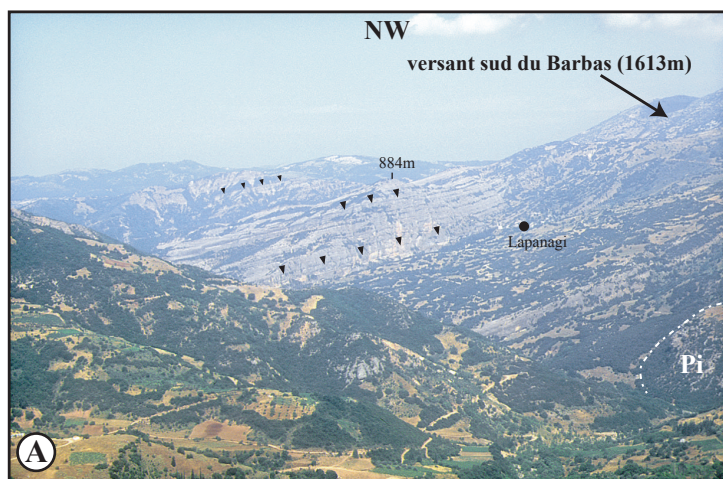 NW
versant sud du Barbas (1613m)
884m
Lapanagi
Pi
A